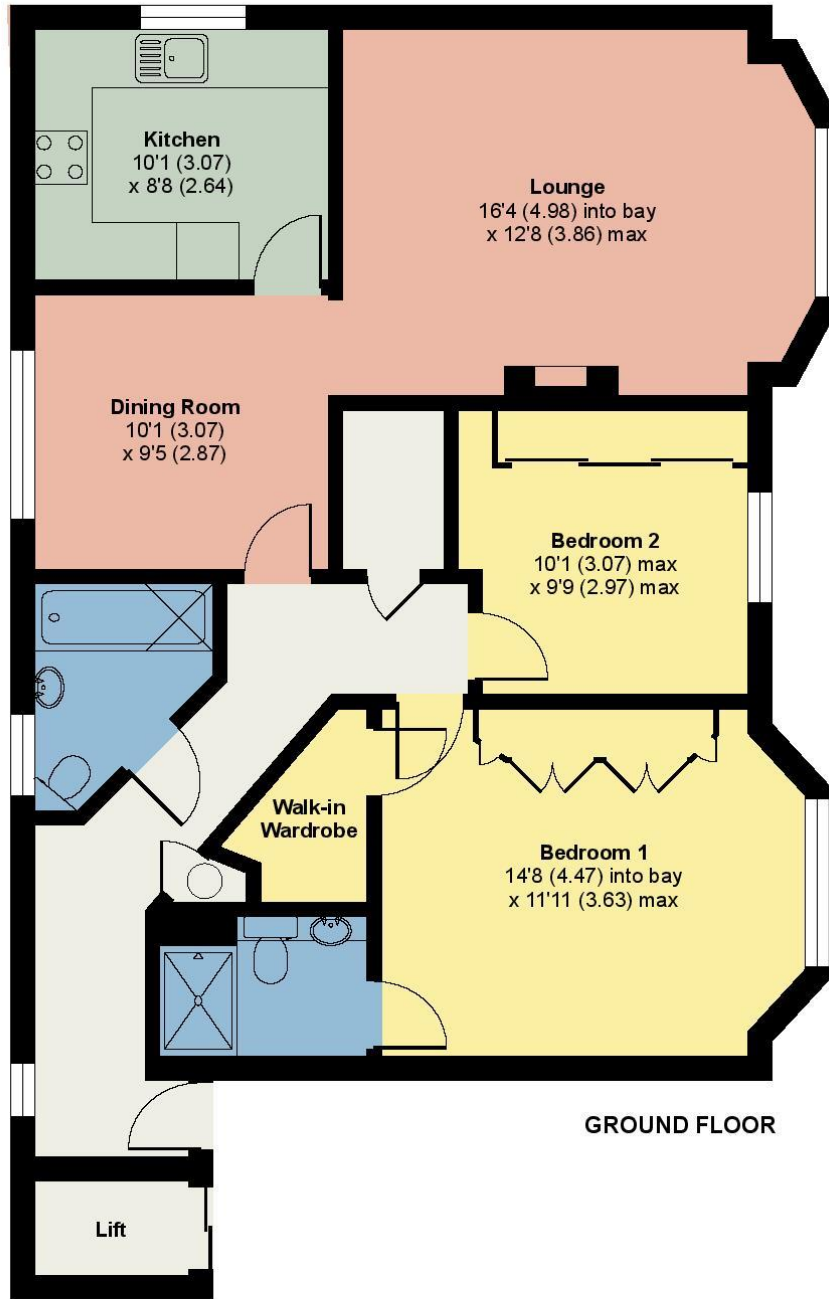 Kitchen
10'1 (3.07)
x 8'8 (2.64)
Lounge
16'4 (4.98) into bay
x 12'8 (3.86) max
Dining Room
10'1 (3.07)
x 9'5 (2.87)
Bedroom 2
10'1 (3.07) max
x 9'9 (2.97) max
Walk-in
Wardrobe
Bedroom 1
14'8 (4.47) into bay
x 11'11 (3.63) max
GROUND FLOOR
Lift